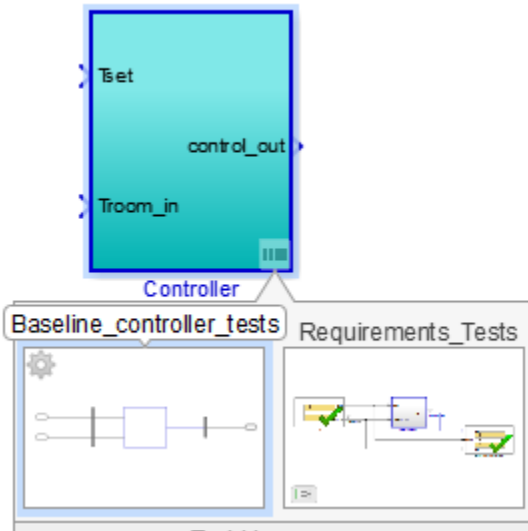 Tset
control_out
Troom_in
Controller
Baseline_controller_tests
Requirements_Tests